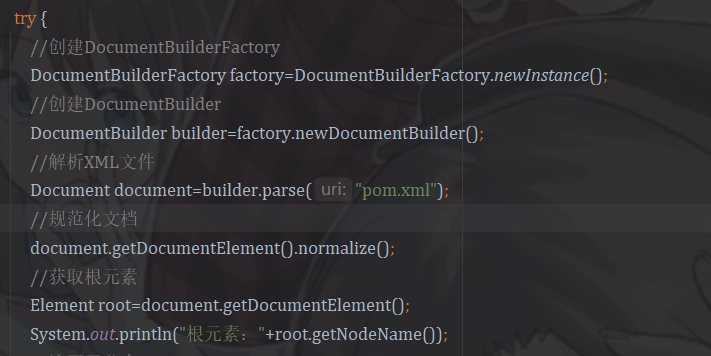 try {
//创建DocumentBuilderFactory
DocumentBuilderFactory factory=DocumentBuilderFactory.newInstance();
//创建DocumentBuilder
DocumentBuilder builder=factory.newDocumentBuilder();
//解析XML文件
Document document=builder.parse( uri: "pom.xml");
//规范化文档
document.getDocumentElement().normalize();
//获取根元素
Element root=document.getDocumentElement();
System.out.println("根元素："+root.getNodeName());